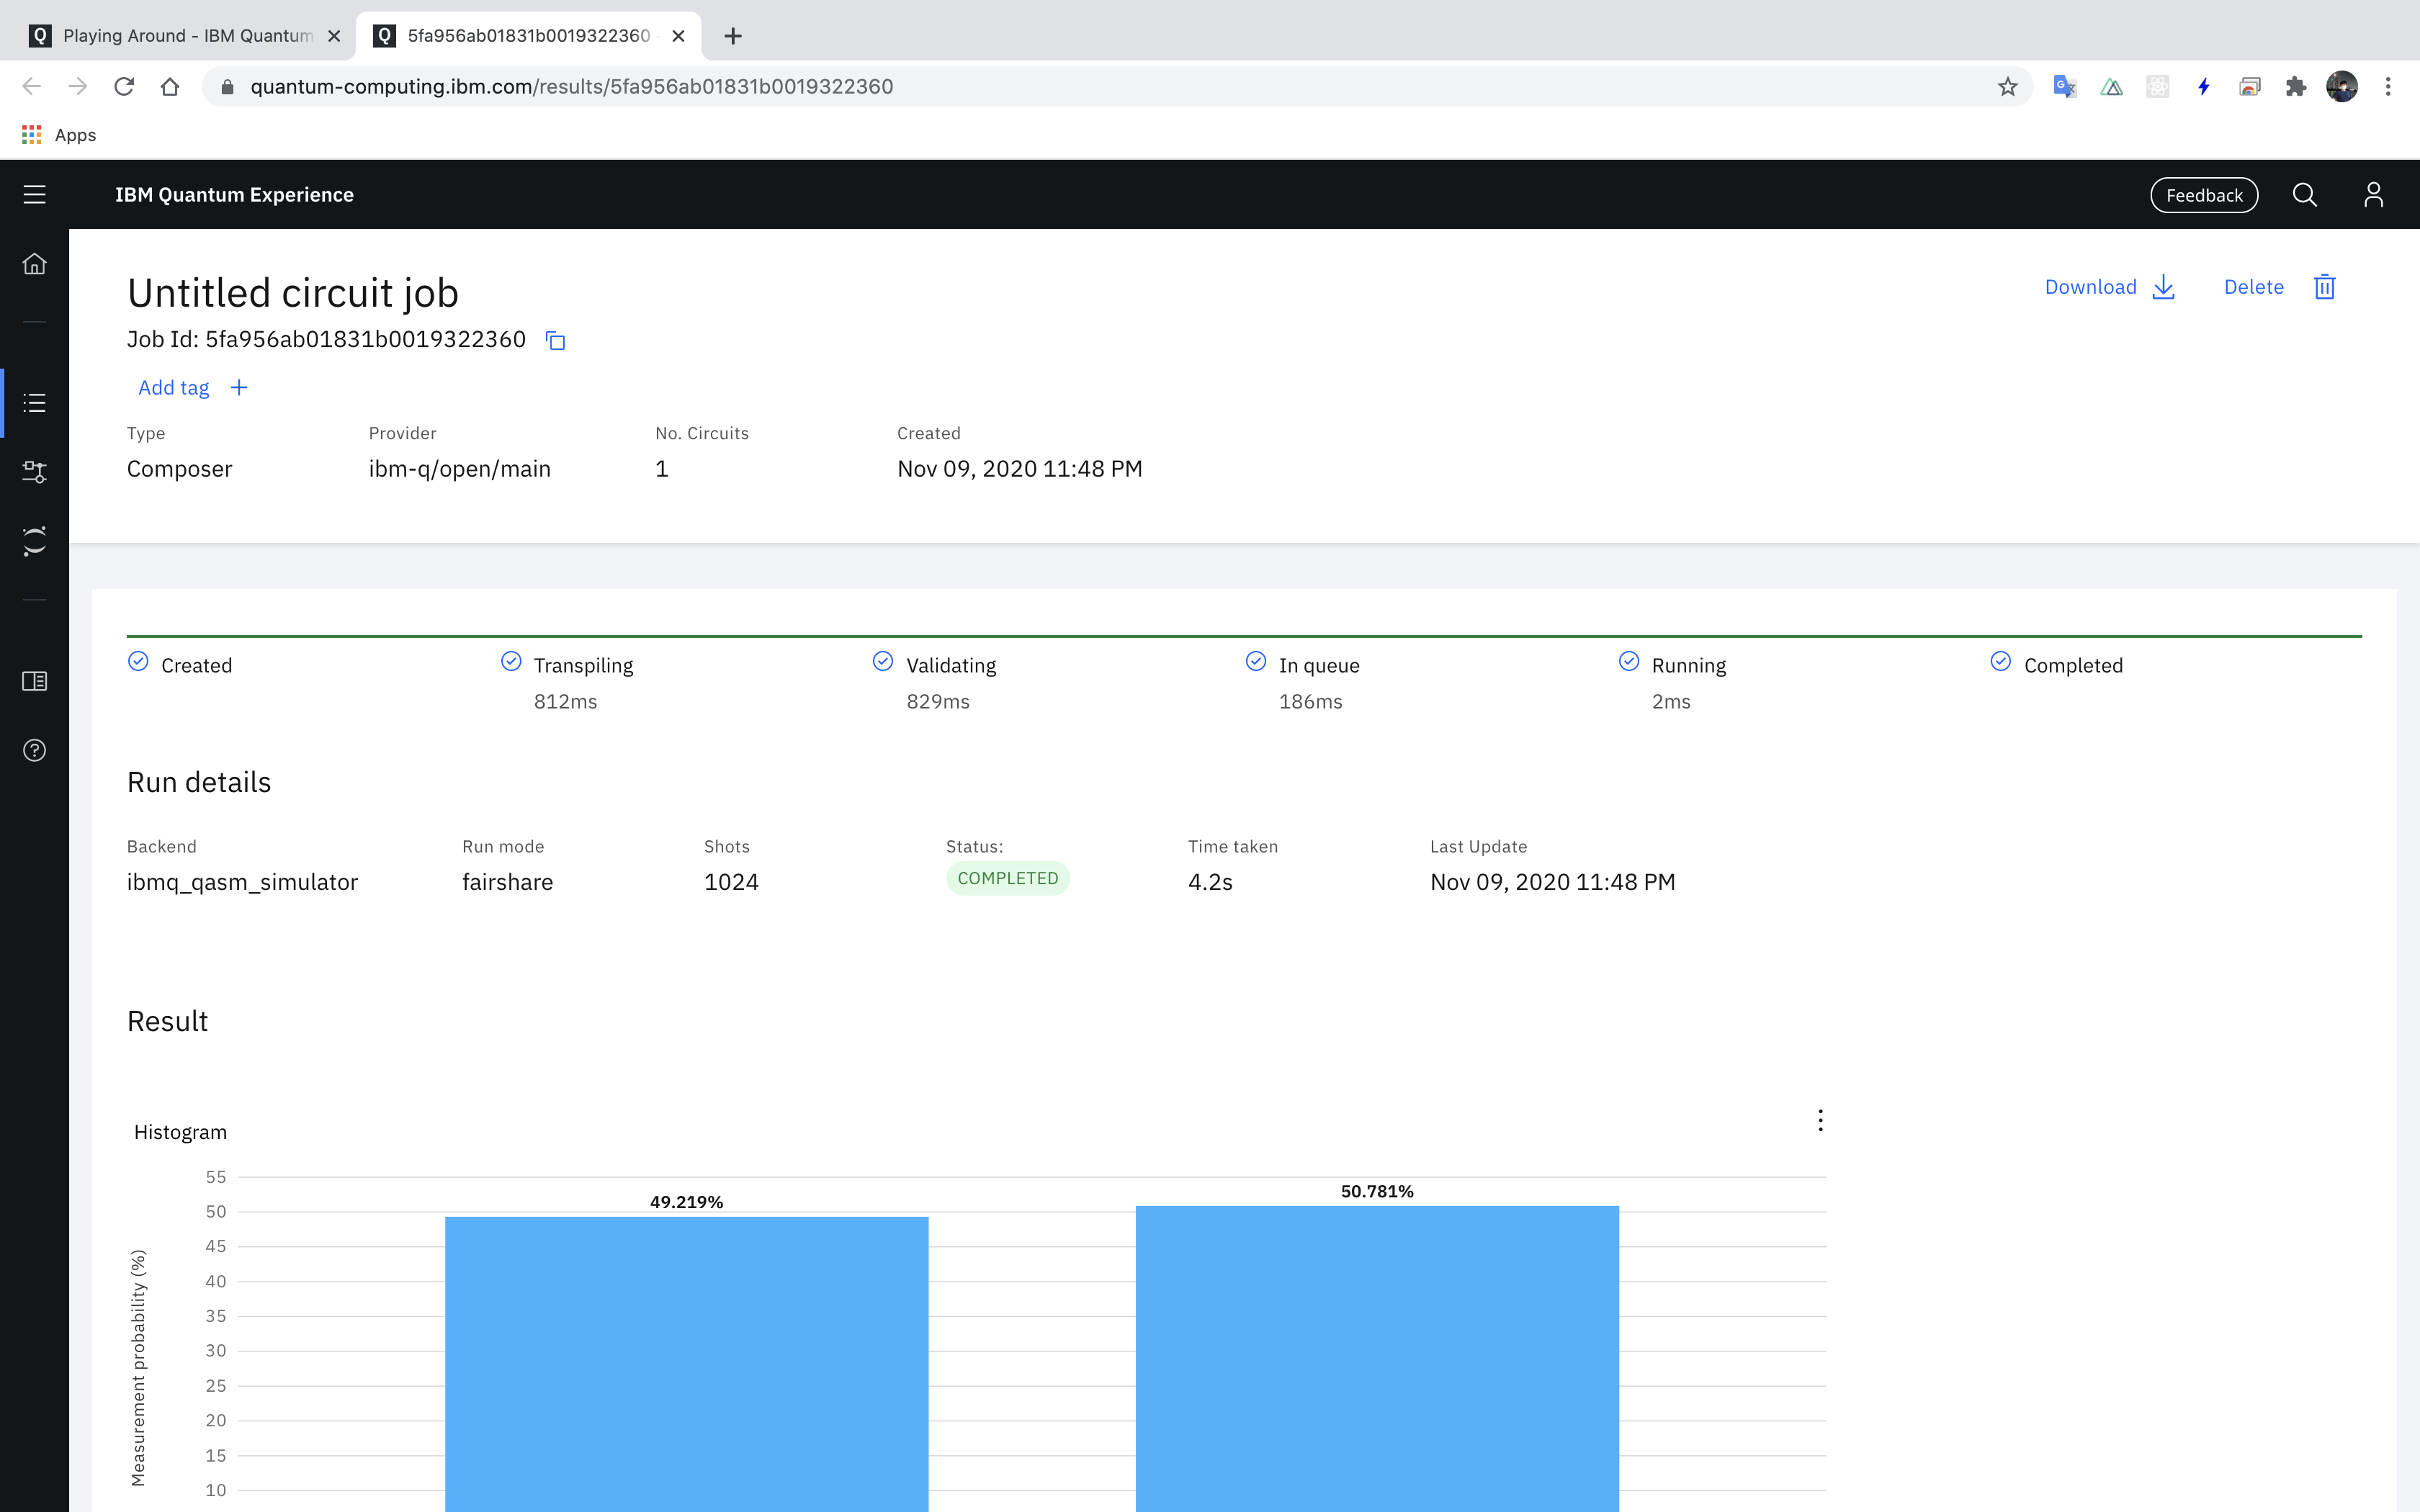 Q Playing Around - IBM Quantum
Q 5fa956ab01831b0019322360
quantum-computing.ibm.com/results/5fa956ab01831b0019322360
Apps
IBM Quantum Experience
Feedback
Untitled circuit job
Download
Delete
Job Id: 5fa956ab01831b0019322360
Add tag +
Type Provider No. Circuits Created
Composer ibm-q/open/main 1 Nov 09, 2020 11:48 PM
Created Transpiling Validating In queue Running Completed
812ms 829ms 186ms 2ms
Run details
Backend Run mode Shots Status: Time taken Last Update
ibmq_qasm_simulator fairshare 1024 COMPLETED 4.2s Nov 09, 2020 11:48 PM
Result
Histogram
55
50
45
40
35
30
25
20
15
10
Measurement probability (%)
49.219%
50.781%